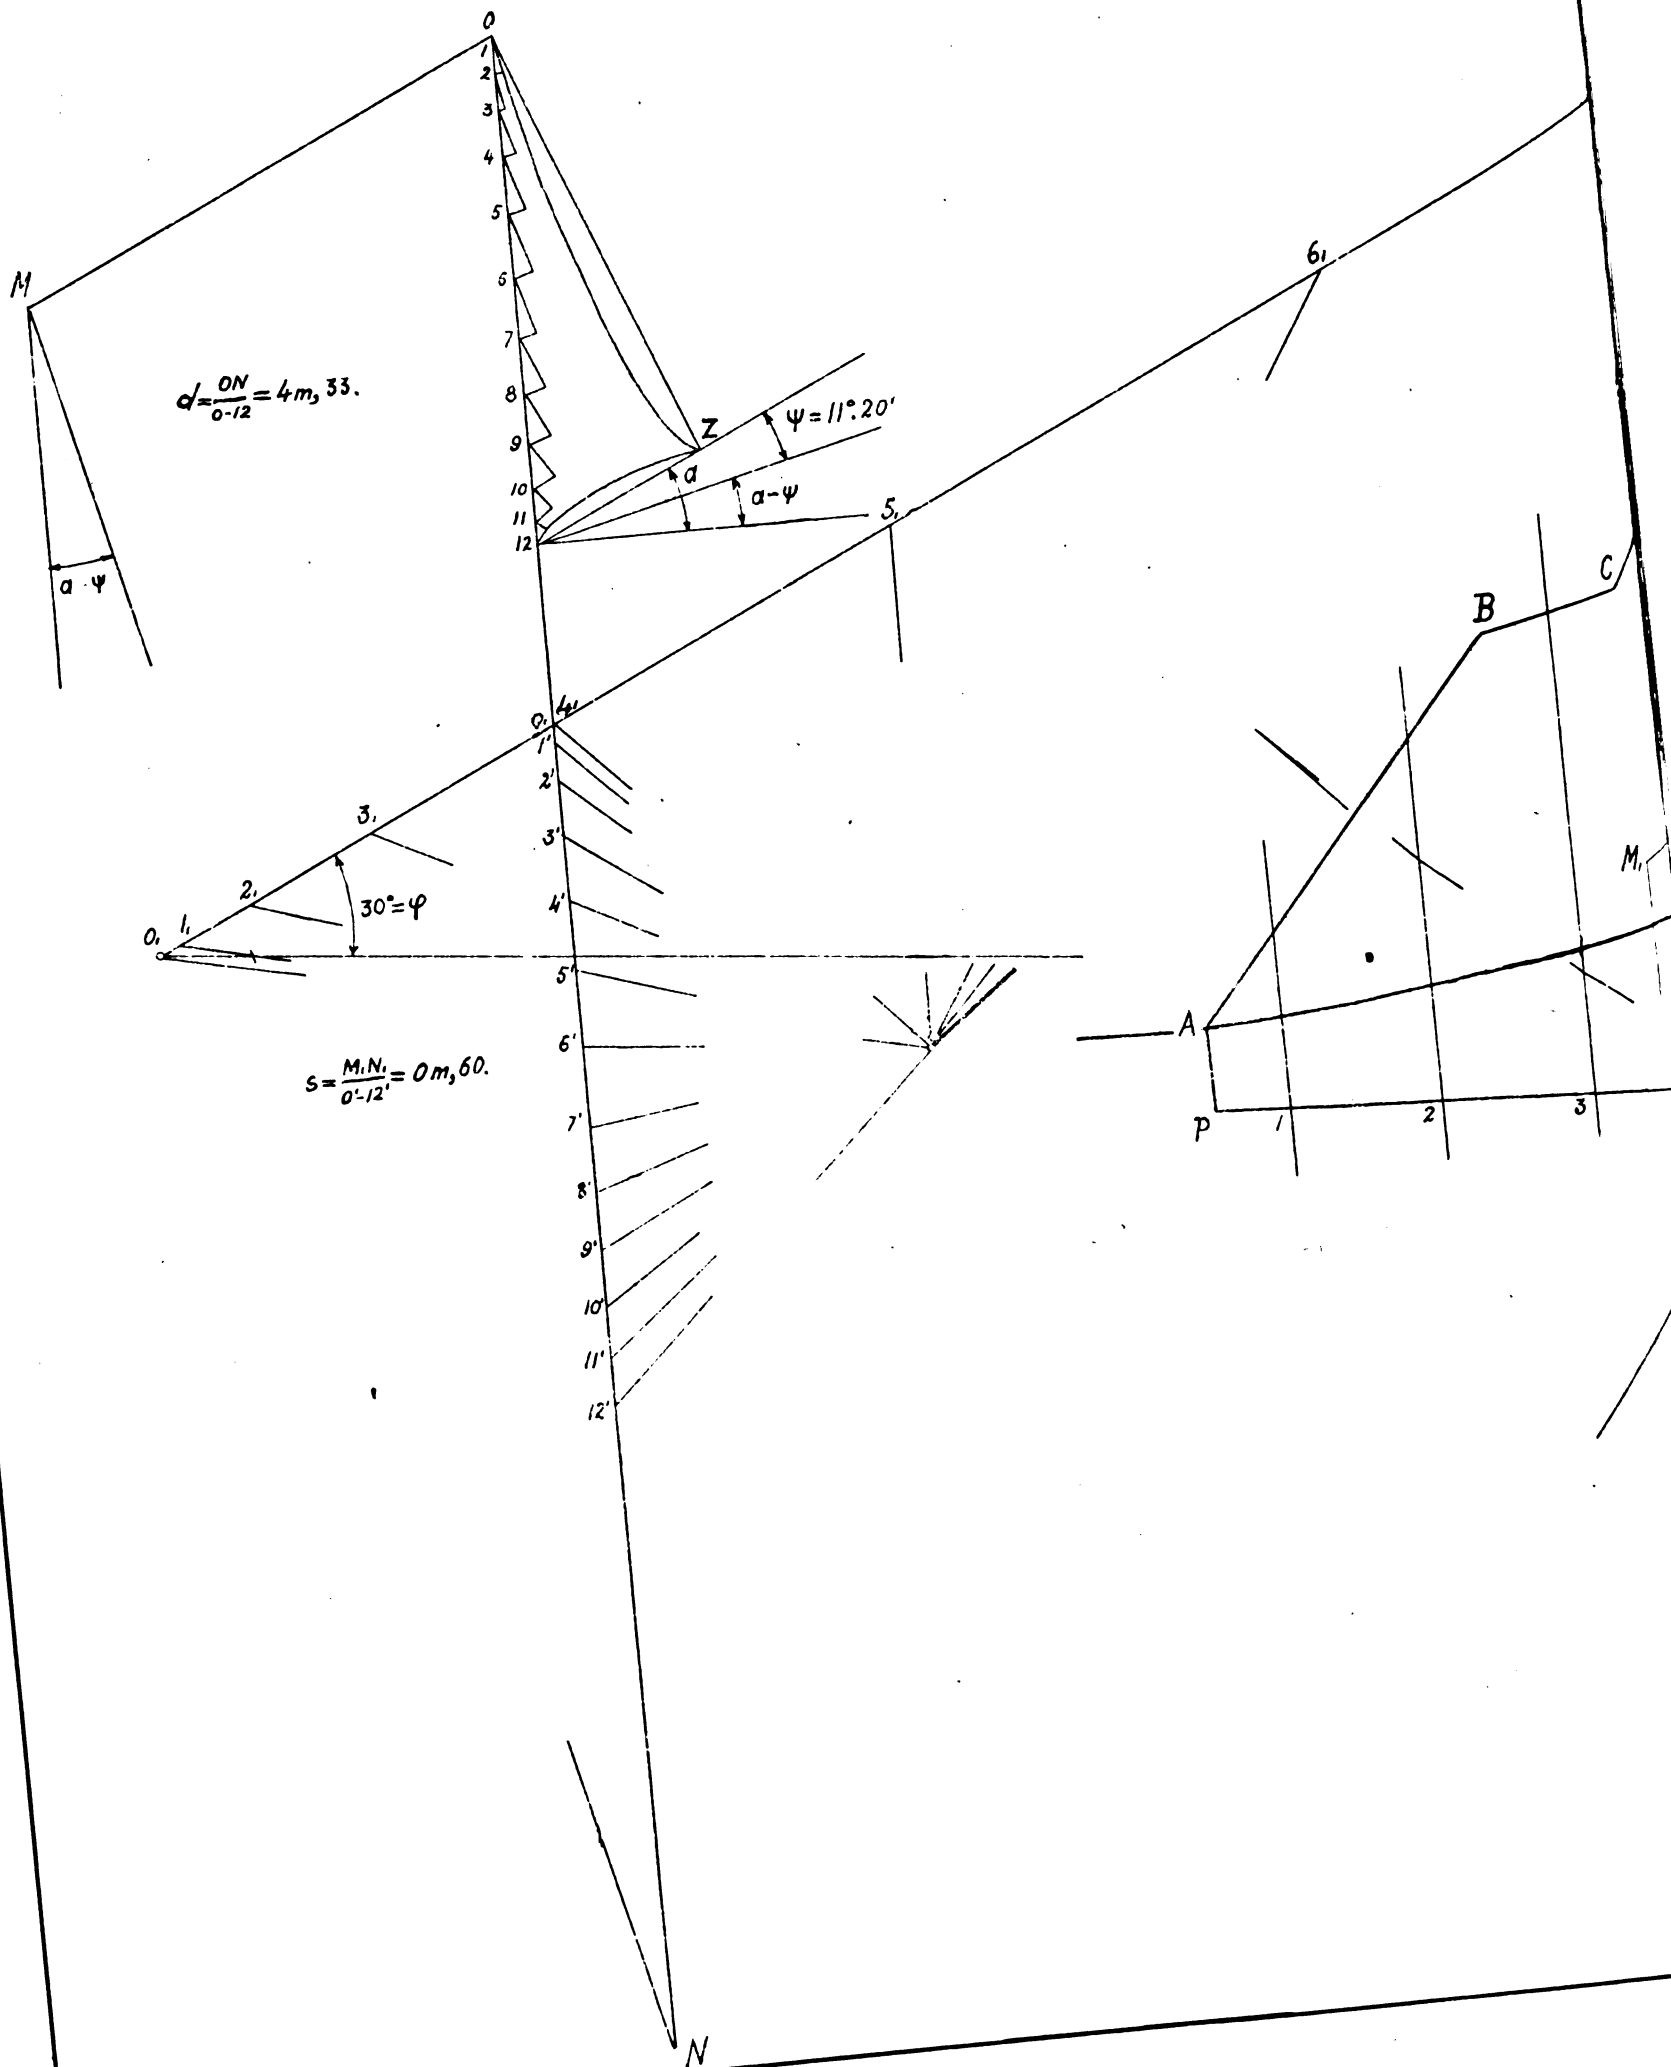 O
1
2
3
4
5
6
7
8
9
10
11
12
M
d = ON / 0-12 = 4m,33.
Z
ψ = 11°.20'
a
a-ψ
a-ψ
6₁
5₁
4₁
0₁
1'
2'
3'
4'
5'
6'
7'
8'
9'
10'
11'
12'
3₁
2₁
1₁
0₁
30° = φ
s = M₁N₁ / 0'-12' = 0m,60.
B
C
M₁
A
P
1
2
3
N